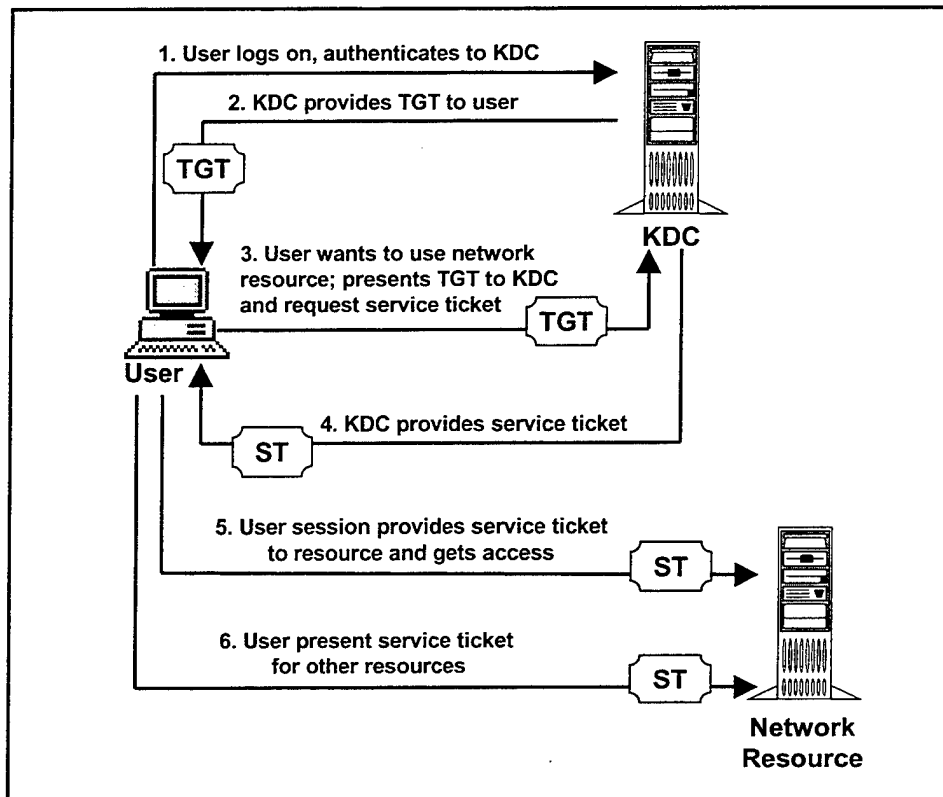 1. User logs on, authenticates to KDC
2. KDC provides TGT to user
TGT
KDC
3. User wants to use network
resource; presents TGT to KDC
and request service ticket
TGT
User
4. KDC provides service ticket
ST
5. User session provides service ticket
to resource and gets access
ST
6. User present service ticket
for other resources
ST
Network
Resource